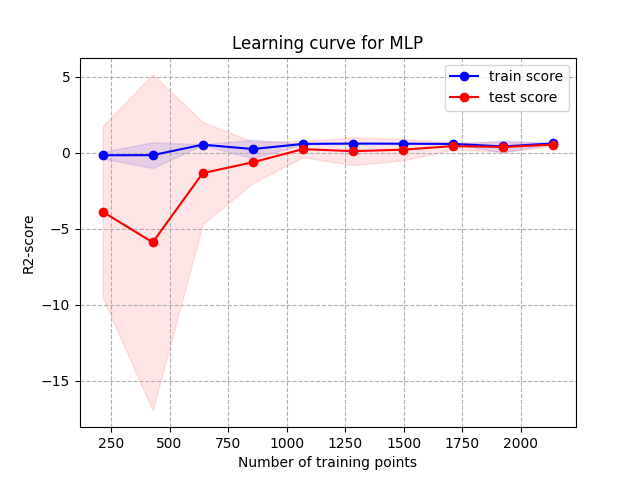 Learning curve for MLP
train score
test score
R2-score
5
0
−5
−10
−15
250
500
750
1000
1250
1500
1750
2000
Number of training points